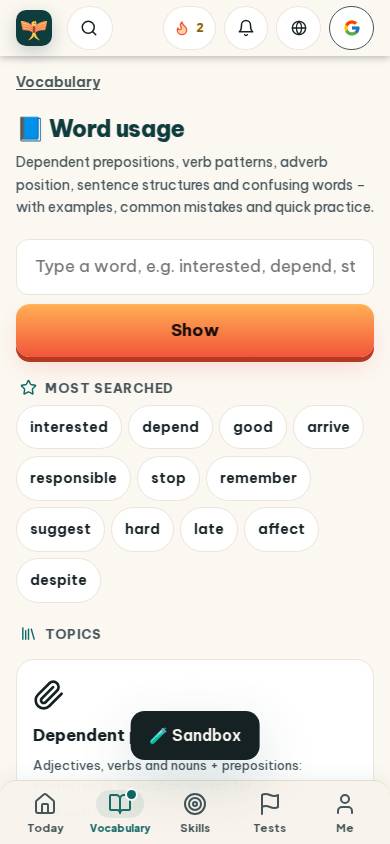 2
Vocabulary
Word usage
Dependent prepositions, verb patterns, adverb
position, sentence structures and confusing words –
with examples, common mistakes and quick practice.
Type a word, e.g. interested, depend, st
Show
MOST SEARCHED
interested depend good arrive
responsible stop remember
suggest hard late affect
despite
TOPICS
Dependent
Sandbox
Adjectives, verbs and nouns + prepositions:
Today Vocabulary Skills Tests Me